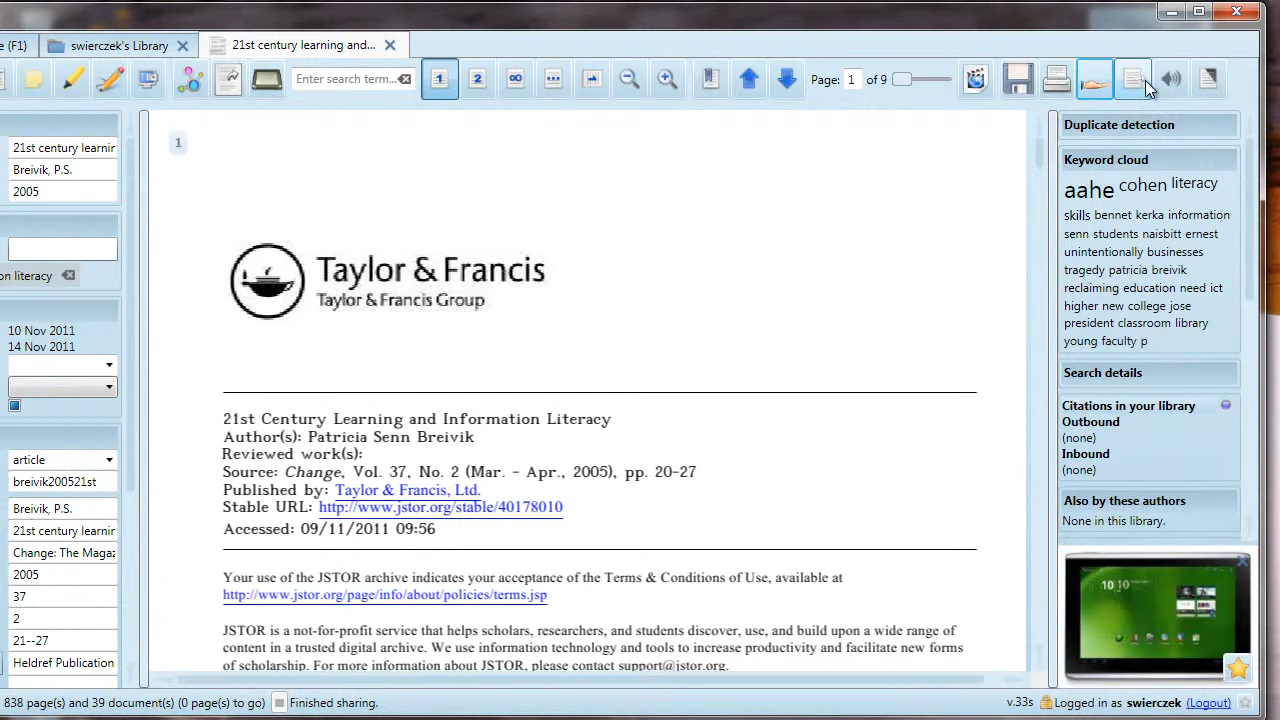 e (F1)
swierczek's Library
21st century learning and...
Enter search term...
1
2
Page: 1 of 9
21st century learnin
Breivik, P.S.
2005
on literacy
10 Nov 2011
14 Nov 2011
article
breivik200521st
Breivik, P.S.
21st century learnin
Change: The Magaz
2005
37
2
21--27
Heldref Publication
1
Taylor & Francis
Taylor & Francis Group
21st Century Learning and Information Literacy
Author(s): Patricia Senn Breivik
Reviewed work(s):
Source: Change, Vol. 37, No. 2 (Mar. - Apr., 2005), pp. 20-27
Published by: Taylor & Francis, Ltd.
Stable URL: http://www.jstor.org/stable/40178010
Accessed: 09/11/2011 09:56
Your use of the JSTOR archive indicates your acceptance of the Terms & Conditions of Use, available at
http://www.jstor.org/page/info/about/policies/terms.jsp
JSTOR is a not-for-profit service that helps scholars, researchers, and students discover, use, and build upon a wide range of
content in a trusted digital archive. We use information technology and tools to increase productivity and facilitate new forms
of scholarship. For more information about JSTOR, please contact support@jstor.org.
Duplicate detection
Keyword cloud
aahe cohen literacy
skills bennet kerka information
senn students naisbitt ernest
unintentionally businesses
tragedy patricia breivik
reclaiming education need ict
higher new college jose
president classroom library
young faculty p
Search details
Citations in your library
Outbound
(none)
Inbound
(none)
Also by these authors
None in this library.
10 10
838 page(s) and 39 document(s) (0 page(s) to go)
Finished sharing.
v.33s
Logged in as swierczek (Logout)